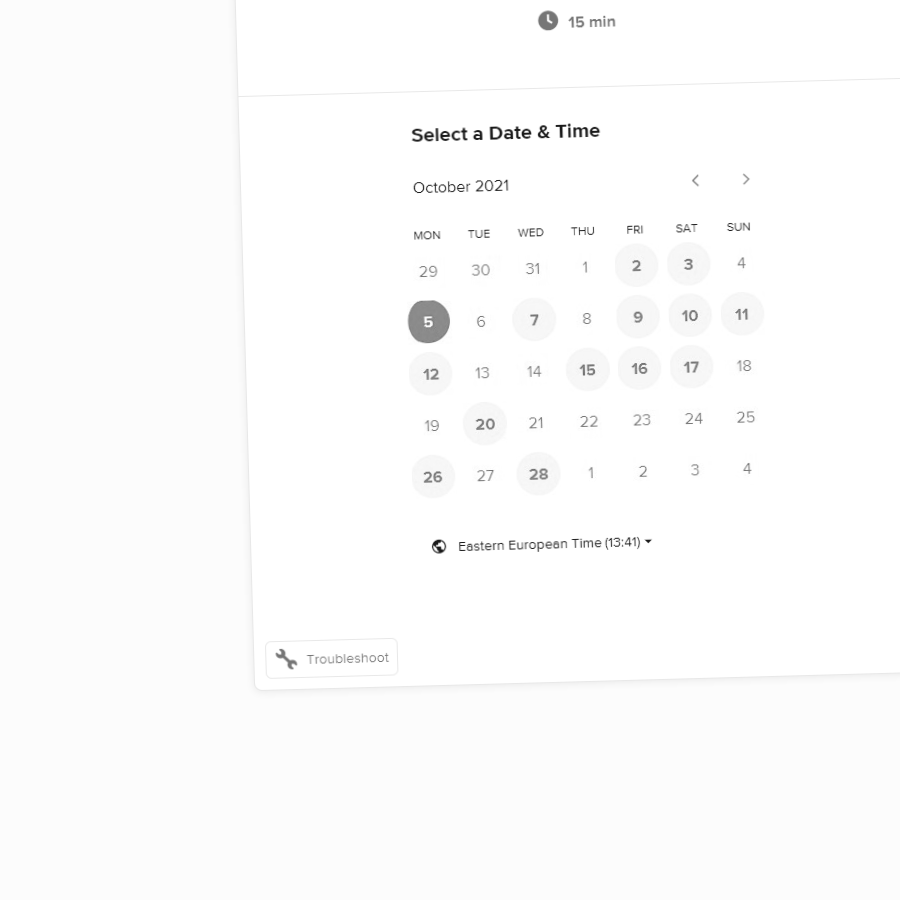 15 min
Select a Date & Time
October 2021
MON TUE WED THU FRI SAT SUN
29 30 31 1 2 3 4
5 6 7 8 9 10 11
12 13 14 15 16 17 18
19 20 21 22 23 24 25
26 27 28 1 2 3 4
Eastern European Time (13:41)
Troubleshoot